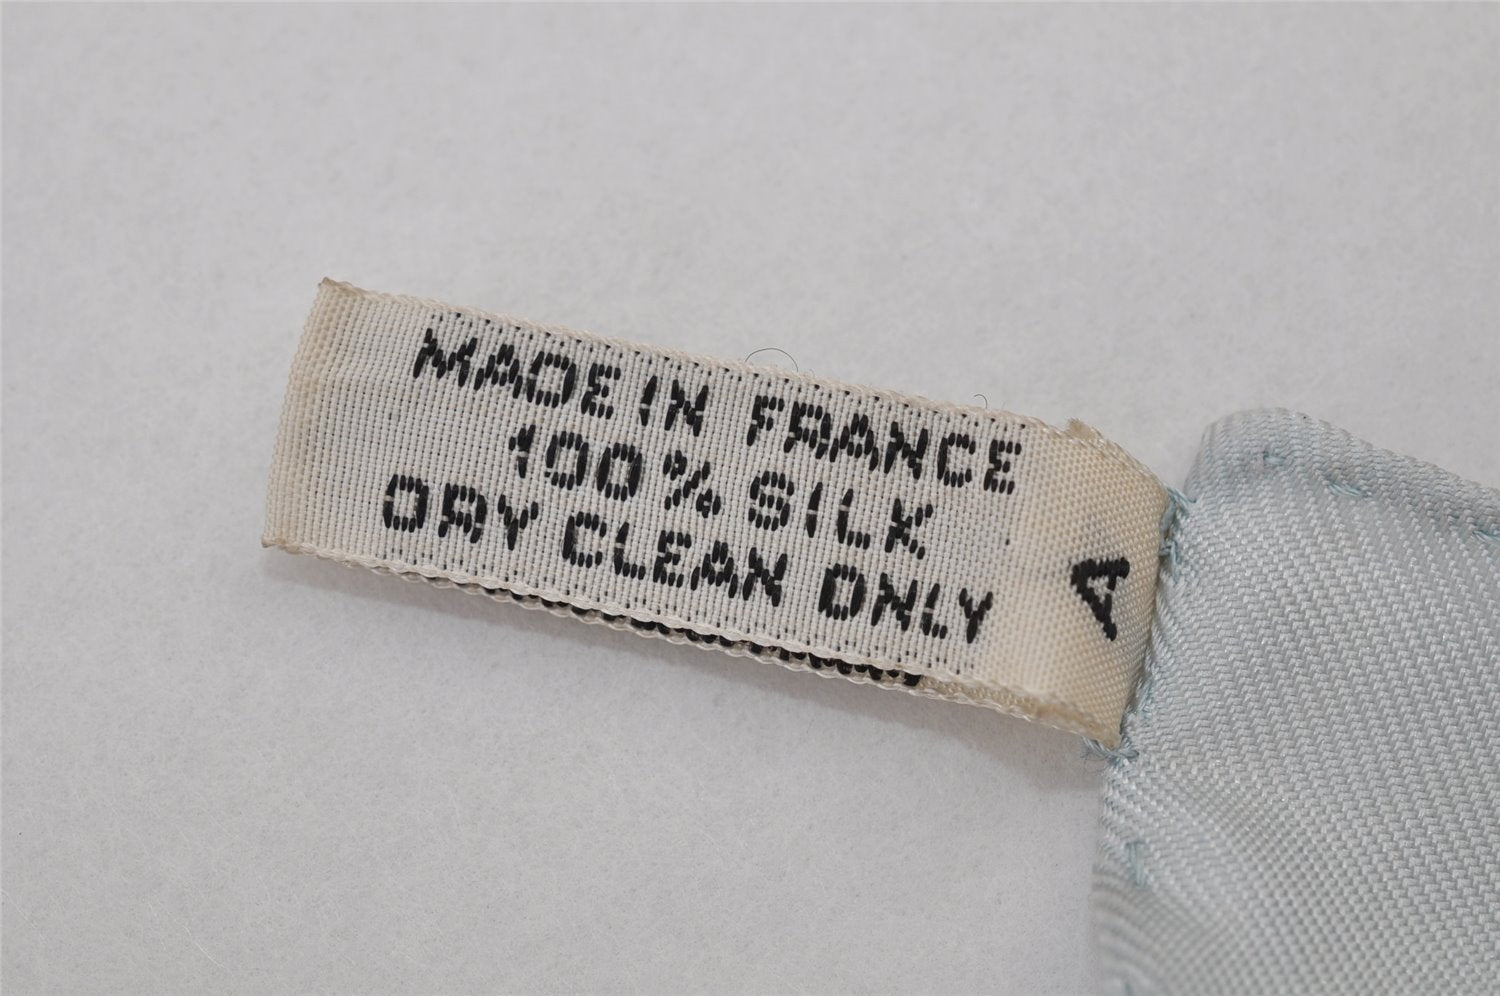 MADE IN FRANCE
100% SILK
DRY CLEAN ONLY
A